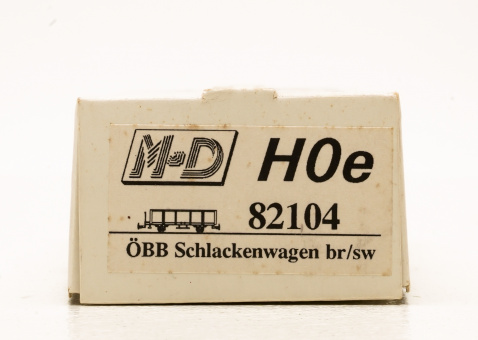 M+D H0e
82104
ÖBB Schlackenwagen br/sw